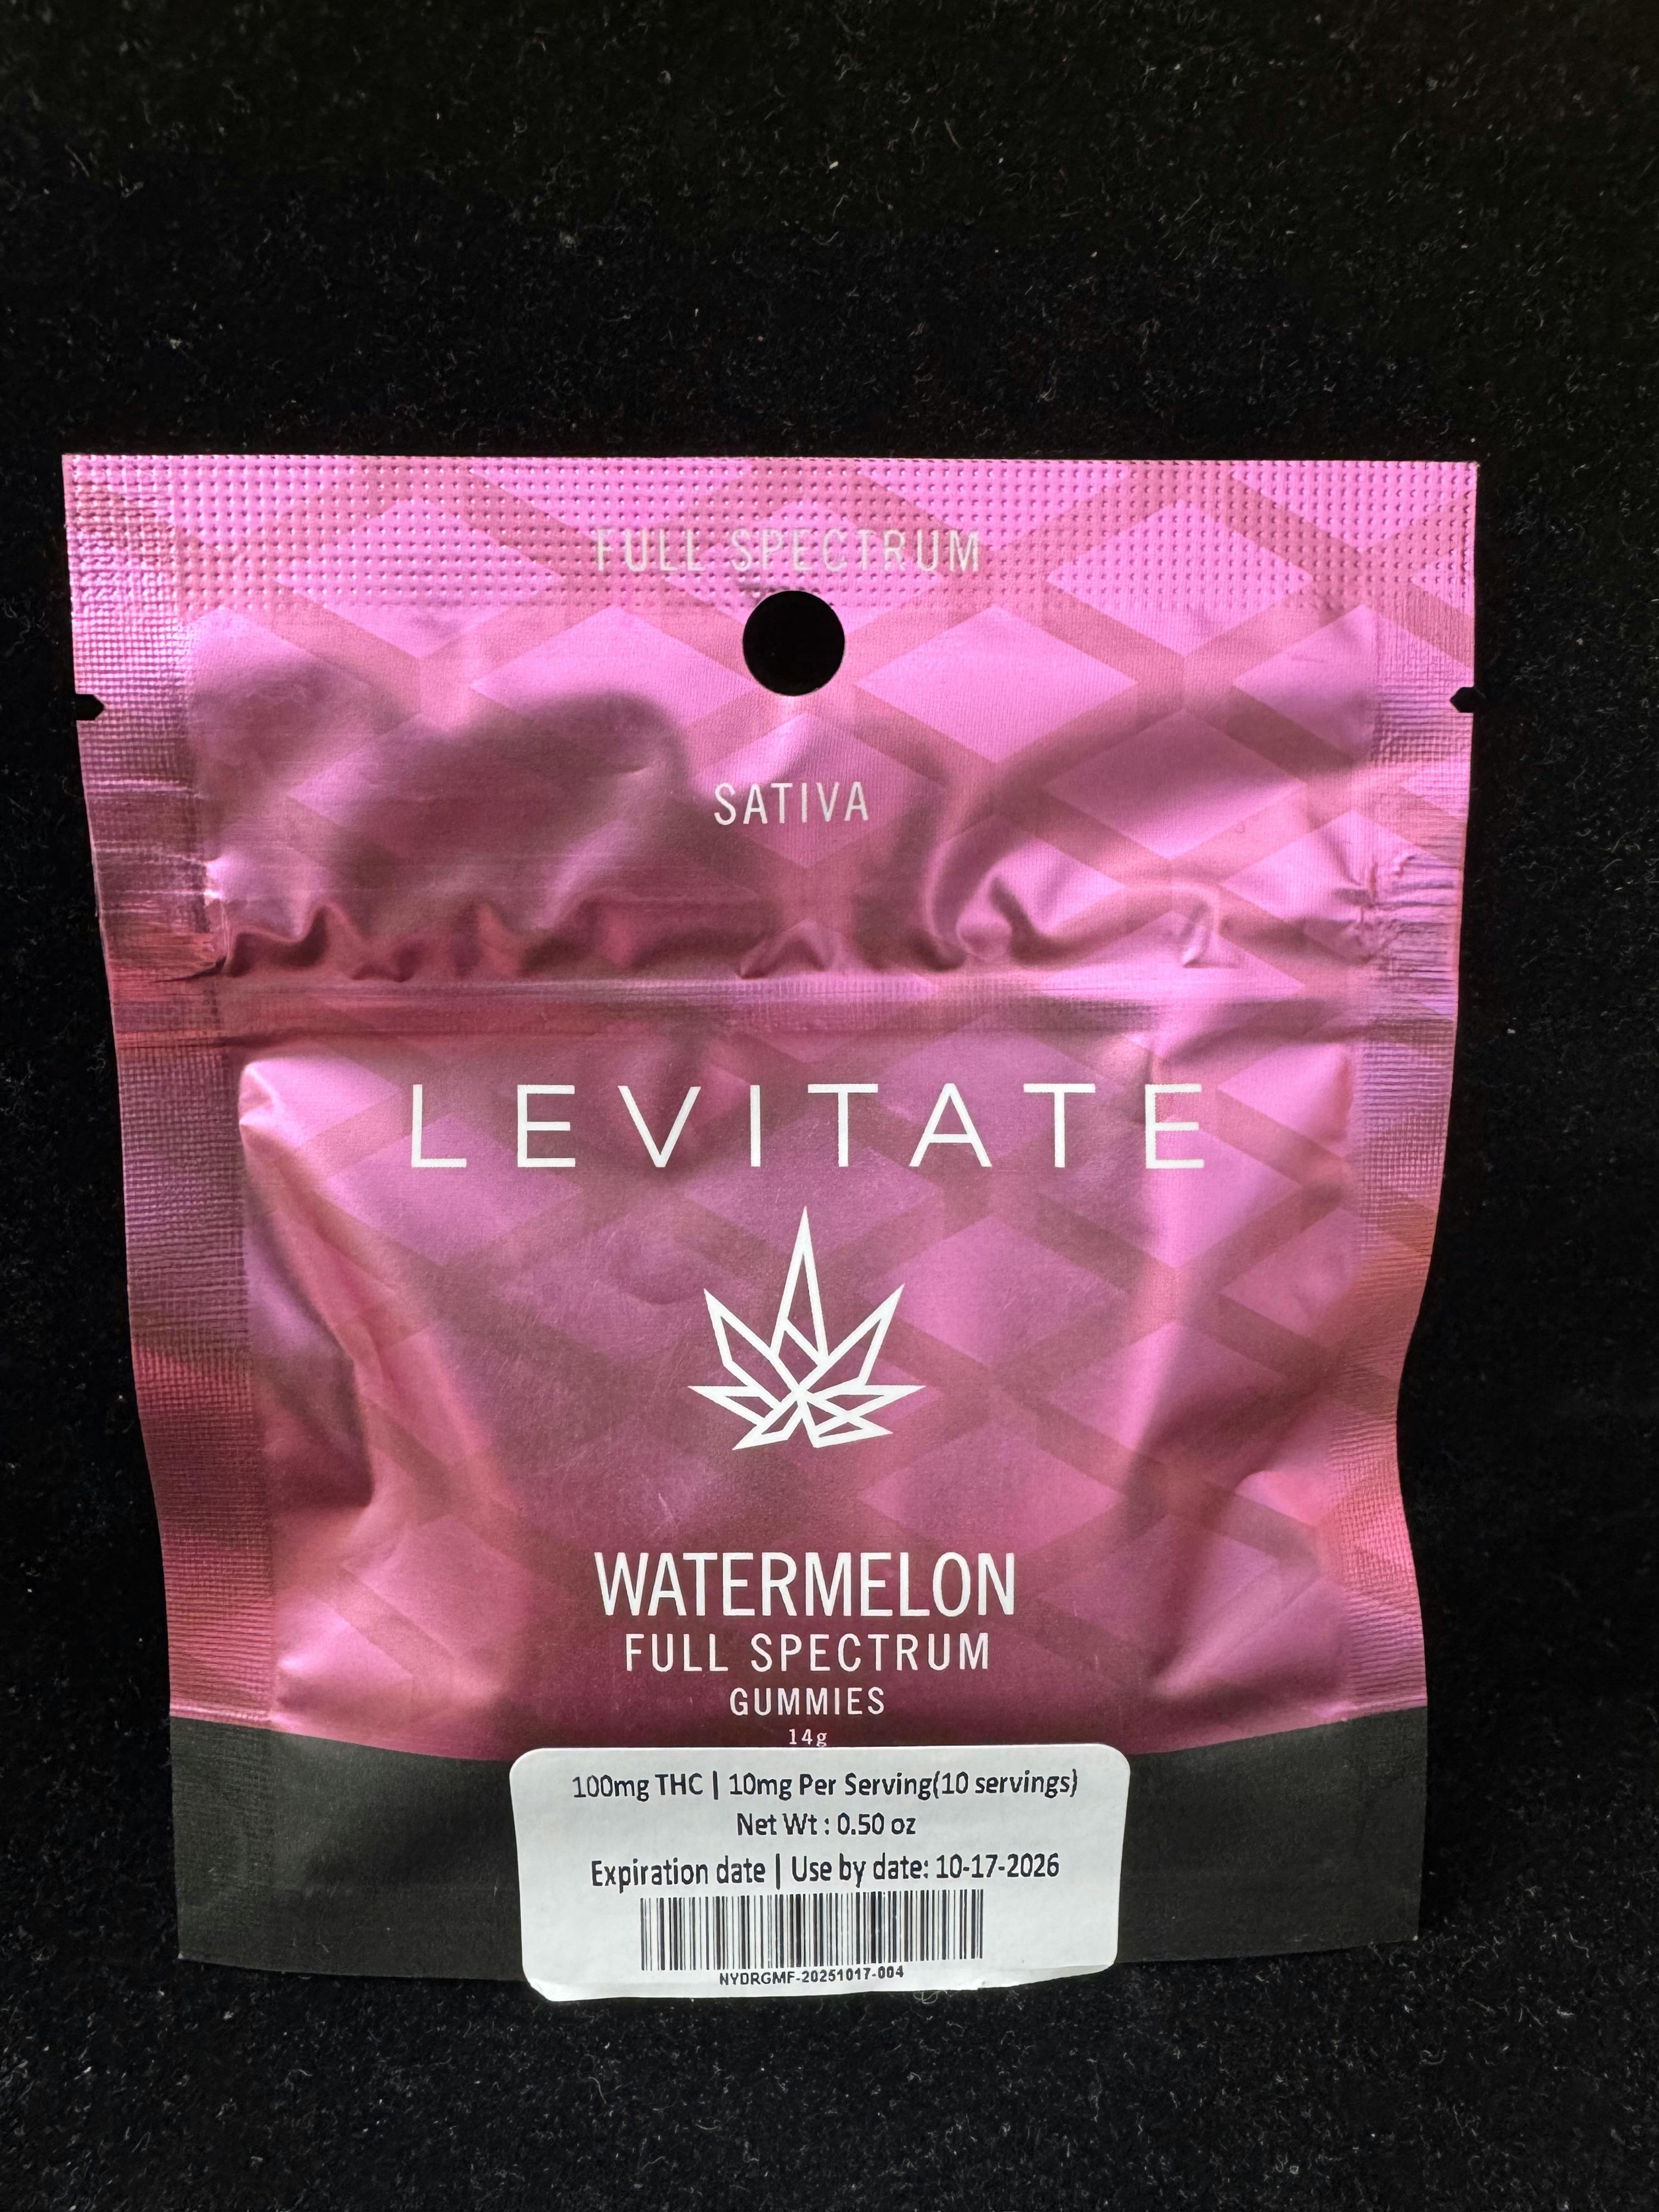 FULL SPECTRUM
SATIVA
LEVITATE
WATERMELON
FULL SPECTRUM
GUMMIES
14g
100mg THC | 10mg Per Serving(10 servings)
Net Wt : 0.50 oz
Expiration date | Use by date: 10-17-2026
NYDRGMF-20251017-004